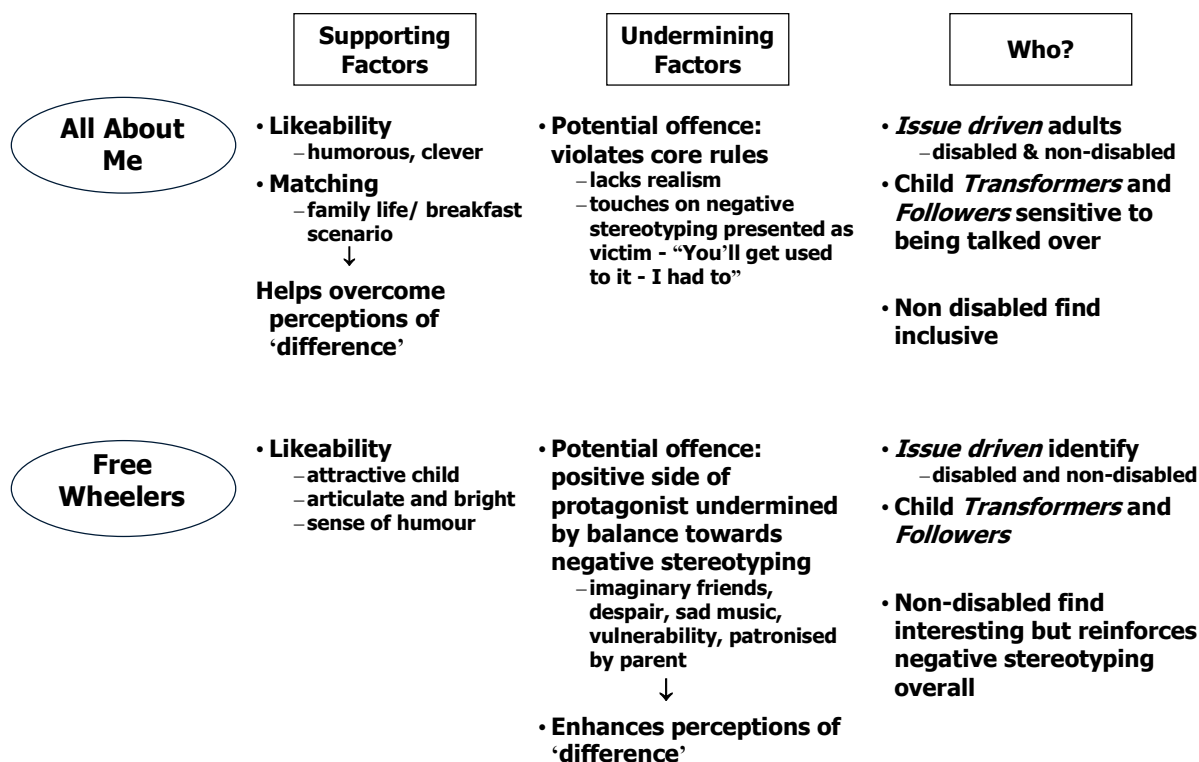 Supporting
Factors
Undermining
Factors
Who?
All About
Me
• Likeability
– humorous, clever
• Matching
– family life/ breakfast
scenario
↓
Helps overcome
perceptions of
‘difference’
• Potential offence:
violates core rules
– lacks realism
– touches on negative
stereotyping presented as
victim - “You’ll get used
to it - I had to”
• Issue driven adults
– disabled & non-disabled
• Child Transformers and
Followers sensitive to
being talked over
• Non disabled find
inclusive
Free
Wheelers
• Likeability
– attractive child
– articulate and bright
– sense of humour
• Potential offence:
positive side of
protagonist undermined
by balance towards
negative stereotyping
– imaginary friends,
despair, sad music,
vulnerability, patronised
by parent
↓
• Enhances perceptions of
‘difference’
• Issue driven identify
– disabled and non-disabled
• Child Transformers and
Followers
• Non-disabled find
interesting but reinforces
negative stereotyping
overall